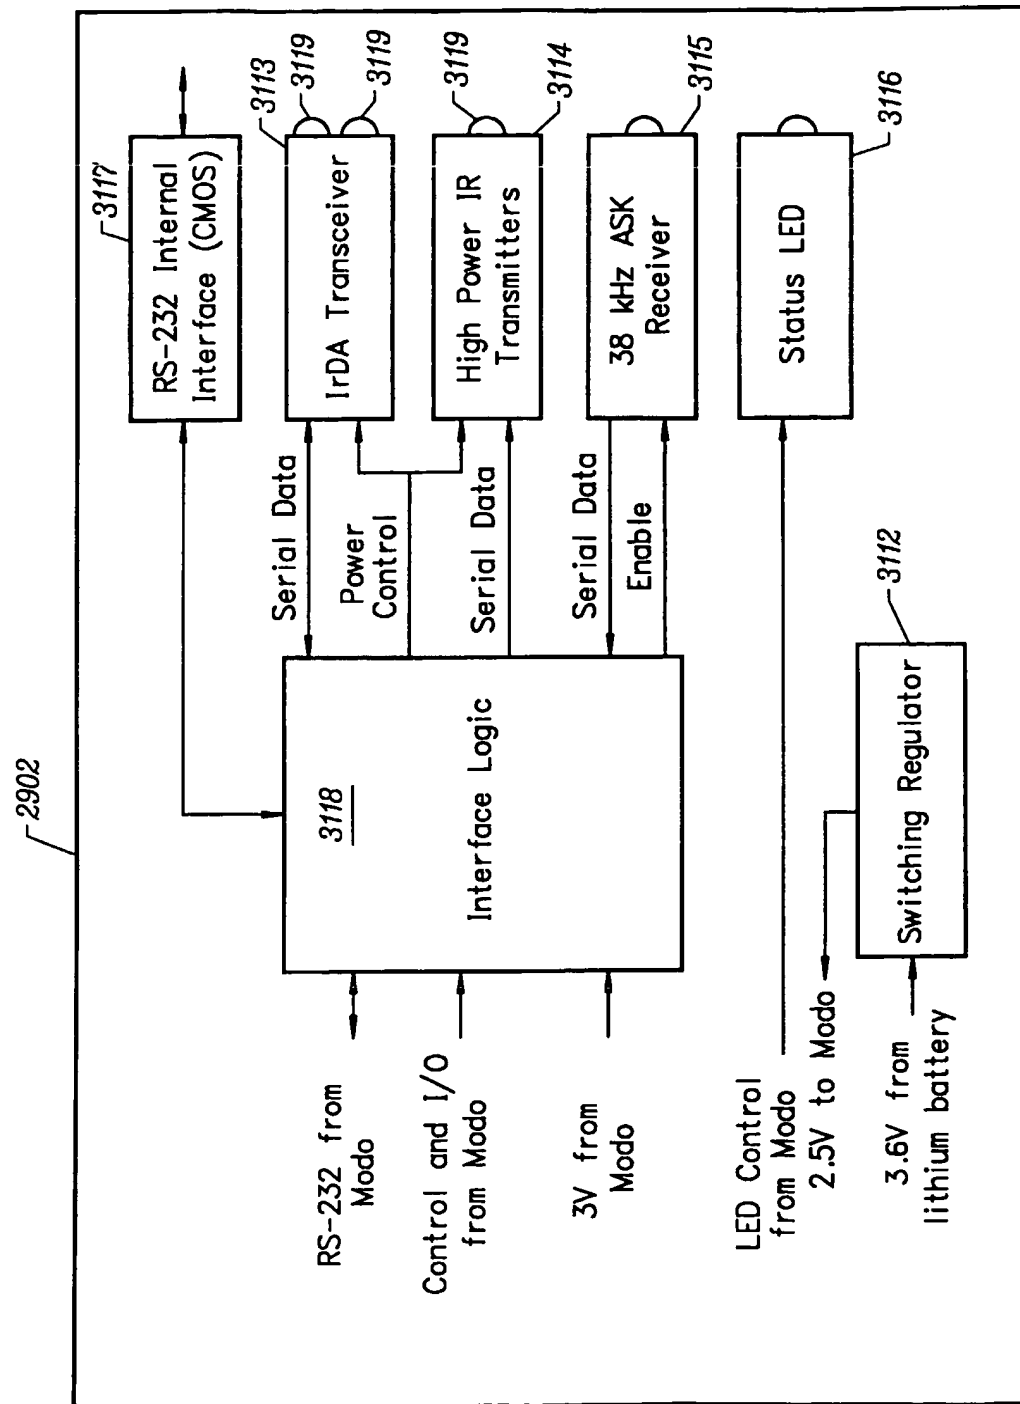 2902
3117
RS-232 Internal
Interface (CMOS)
3113
3119
3119
IrDA Transceiver
Serial Data
Power
Control
3119
3114
High Power IR
Transmitters
Serial Data
3115
38 kHz ASK
Receiver
Serial Data
Enable
3116
Status LED
3118
Interface Logic
RS-232 from
Modo
Control and I/O
from Modo
3V from
Modo
LED Control
from Modo
2.5V to Modo
3.6V from
lithium battery
3112
Switching Regulator